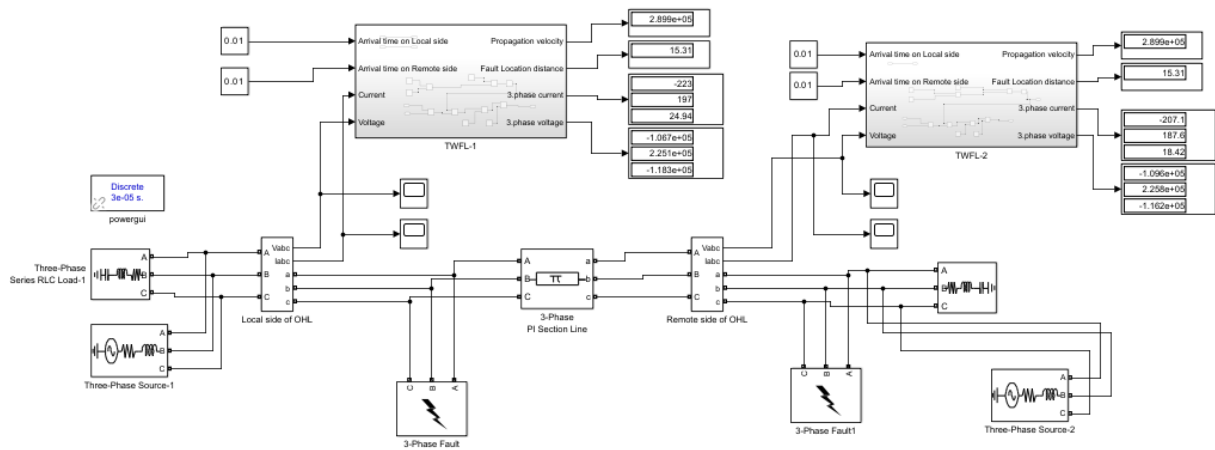 0.01
0.01
Arrival time on Local side
Arrival time on Remote side
Current
Voltage
Propagation velocity
Fault Location distance
3.phase current
3.phase voltage
TWFL-1
2.899e+05
15.31
-223
197
24.94
-1.067e+05
2.251e+05
-1.183e+05
0.01
0.01
Arrival time on Local side
Arrival time on Remote side
Current
Voltage
Propagation velocity
Fault Location distance
3.phase current
3.phase voltage
TWFL-2
2.899e+05
15.31
-207.1
187.6
18.42
-1.096e+05
2.258e+05
-1.162e+05
Discrete
3e-05 s.
powergui
Three-Phase
Series RLC Load-1
A
B
C
A
B
C
Three-Phase Source-1
A
B
C
Vabc
Iabc
a
b
c
Local side of OHL
C
B
A
3-Phase Fault
A
B
C
π
a
b
c
3-Phase
PI Section Line
A
B
C
Vabc
Iabc
a
b
c
Remote side of OHL
C
B
A
3-Phase Fault1
A
B
C
A
B
C
Three-Phase Source-2